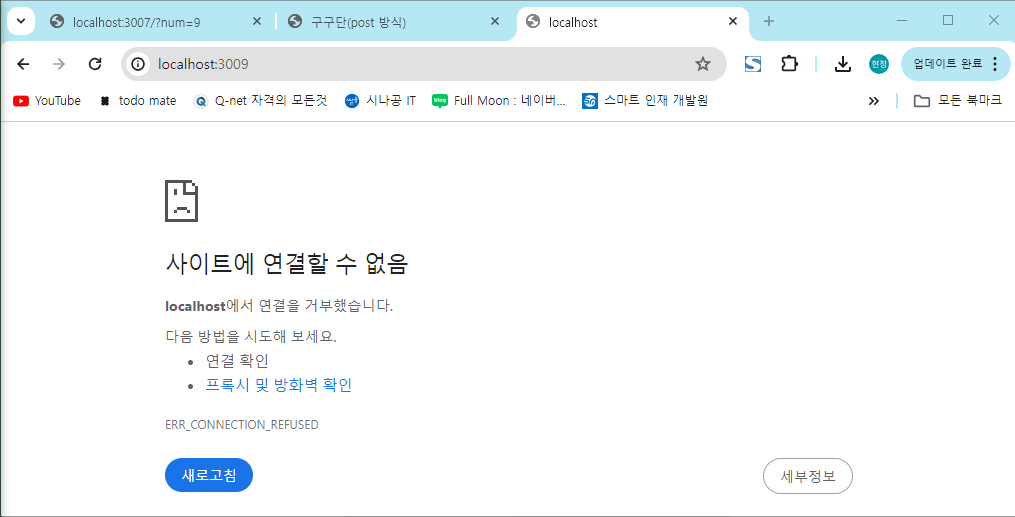 localhost:3007/?num=9
구구단(post 방식)
localhost
localhost:3009
현정
업데이트 완료
YouTube
todo mate
Q-net 자격의 모든것
시나공 IT
blog
Full Moon : 네이버...
스마트 인재 개발원
모든 북마크
사이트에 연결할 수 없음
localhost에서 연결을 거부했습니다.
다음 방법을 시도해 보세요.
연결 확인
프록시 및 방화벽 확인
ERR_CONNECTION_REFUSED
새로고침
세부정보